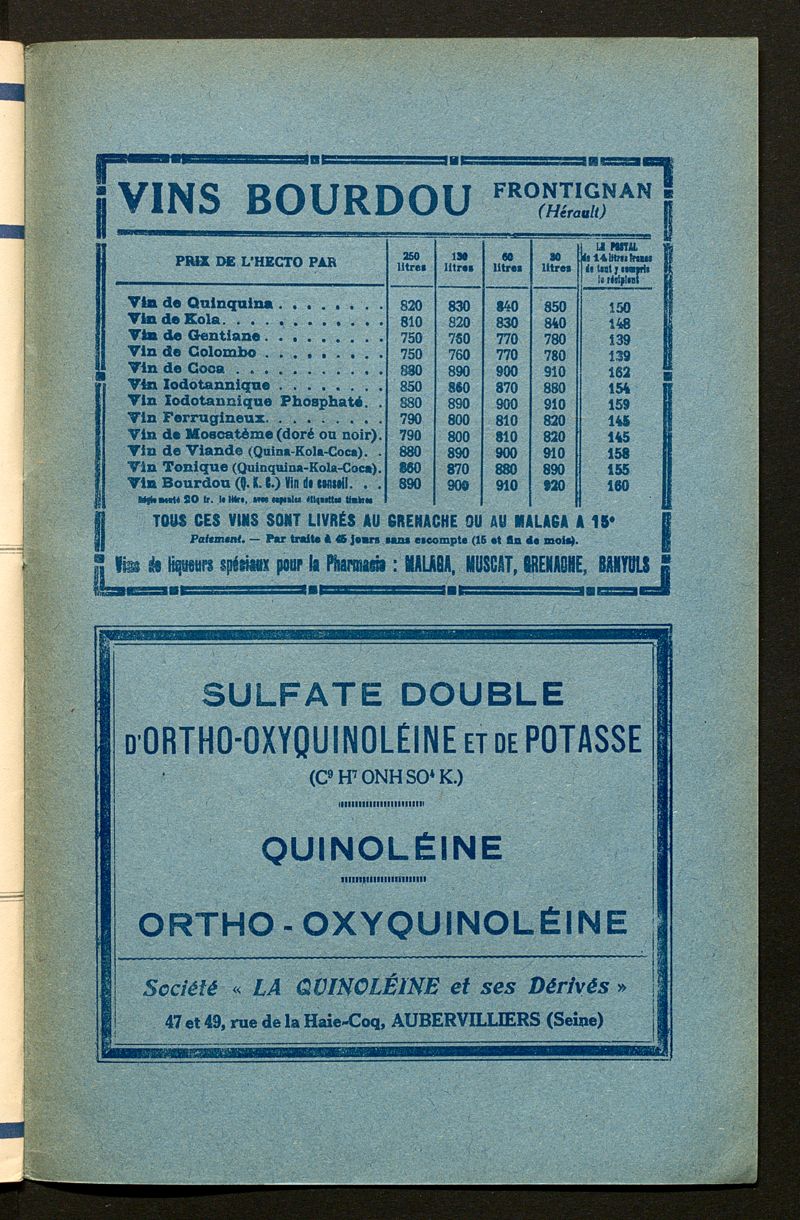 VINS BOURDOU FRONTIGNAN
(Hérault)
PRIX DE L'HECTO PAR 250 litres 130 litres 60 litres 30 litres LE POSTAL de 14 litres franco de tout y compris le récipient
Vin de Quinquina . . . . . . . . 820 830 840 850 150
Vin de Kola. . . . . . . . . . . . 810 820 830 840 148
Vin de Gentiane. . . . . . . . . 750 760 770 780 139
Vin de Colombo . . . . . . . . . 750 760 770 780 139
Vin de Coca . . . . . . . . . . . 880 890 900 910 162
Vin Iodotannique . . . . . . . . 850 860 870 880 154
Vin Iodotannique Phosphaté. . 880 890 900 910 159
Vin Ferrugineux. . . . . . . . . 790 800 810 820 145
Vin de Moscatème (doré ou noir). 790 800 810 820 145
Vin de Viande (Quina-Kola-Coca). . 880 890 900 910 158
Vin Tonique (Quinquina-Kola-Coca). 860 870 880 890 155
Vin Bourdou (Q. K. C.) Vin de conseil. . . 890 900 910 920 160
Réglementé 20 fr. le litre, avec capsules étiquettes timbres
TOUS CES VINS SONT LIVRÉS AU GRENACHE OU AU MALAGA A 15°
Paiement. — Par traite à 45 jours sans escompte (15 et fin de mois).
Vins de liqueurs spéciaux pour la Pharmacie : MALAGA, MUSCAT, GRENACHE, BANYULS
SULFATE DOUBLE
D'ORTHO-OXYQUINOLÉINE ET DE POTASSE
(C⁹ H⁷ ONH SO⁴ K.)
QUINOLÉINE
ORTHO-OXYQUINOLÉINE
Société « LA QUINOLÉINE et ses Dérivés »
47 et 49, rue de la Haie-Coq, AUBERVILLIERS (Seine)